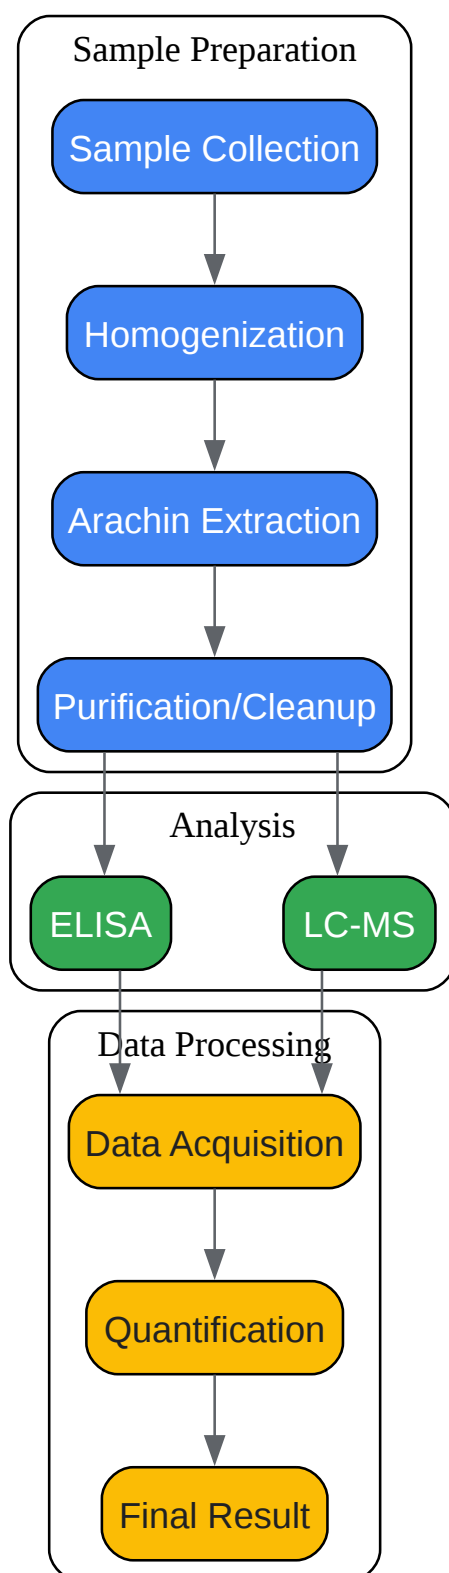 Sample Preparation
Sample Collection
Homogenization
Arachin Extraction
Purification/Cleanup
Analysis
ELISA
LC-MS
Data Processing
Data Acquisition
Quantification
Final Result